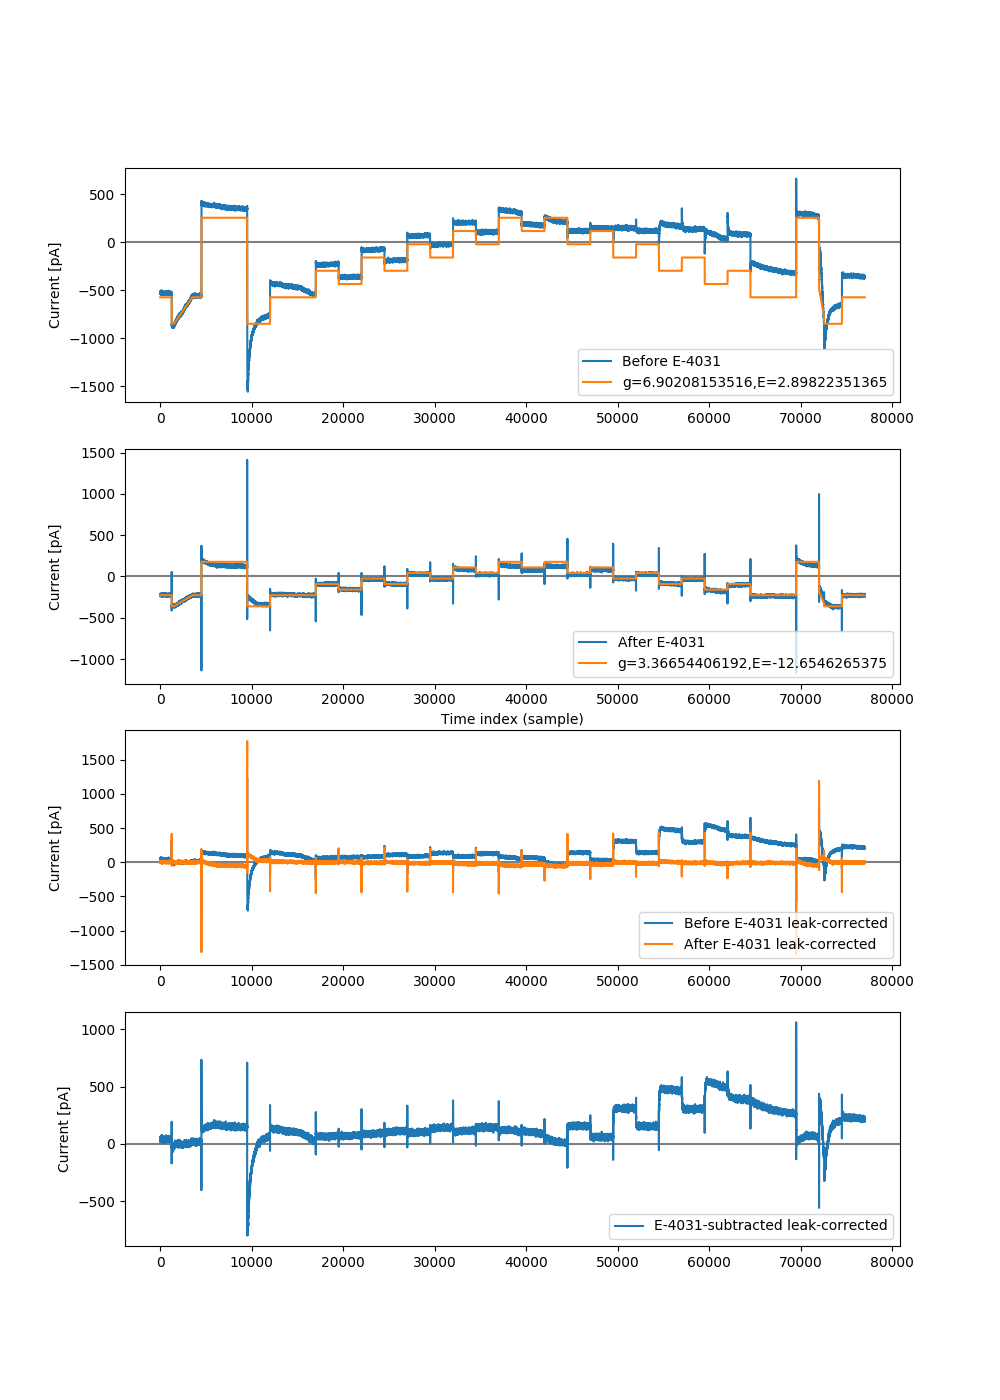 500
0
−500
−1000
−1500
Current [pA]
Before E-4031
g=6.90208153516,E=2.89822351365
0 10000 20000 30000 40000 50000 60000 70000 80000
1500
1000
500
0
−500
−1000
Current [pA]
After E-4031
g=3.36654406192,E=-12.6546265375
0 10000 20000 30000 40000 50000 60000 70000 80000
Time index (sample)
1500
1000
500
0
−500
−1000
−1500
Current [pA]
Before E-4031 leak-corrected
After E-4031 leak-corrected
0 10000 20000 30000 40000 50000 60000 70000 80000
1000
500
0
−500
Current [pA]
E-4031-subtracted leak-corrected
0 10000 20000 30000 40000 50000 60000 70000 80000